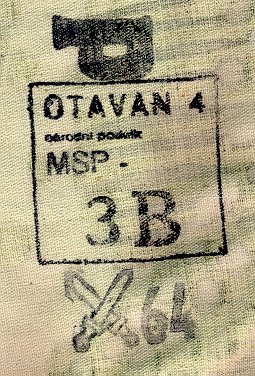 OTAVAN 4
národní podnik
MSP -
3B
64